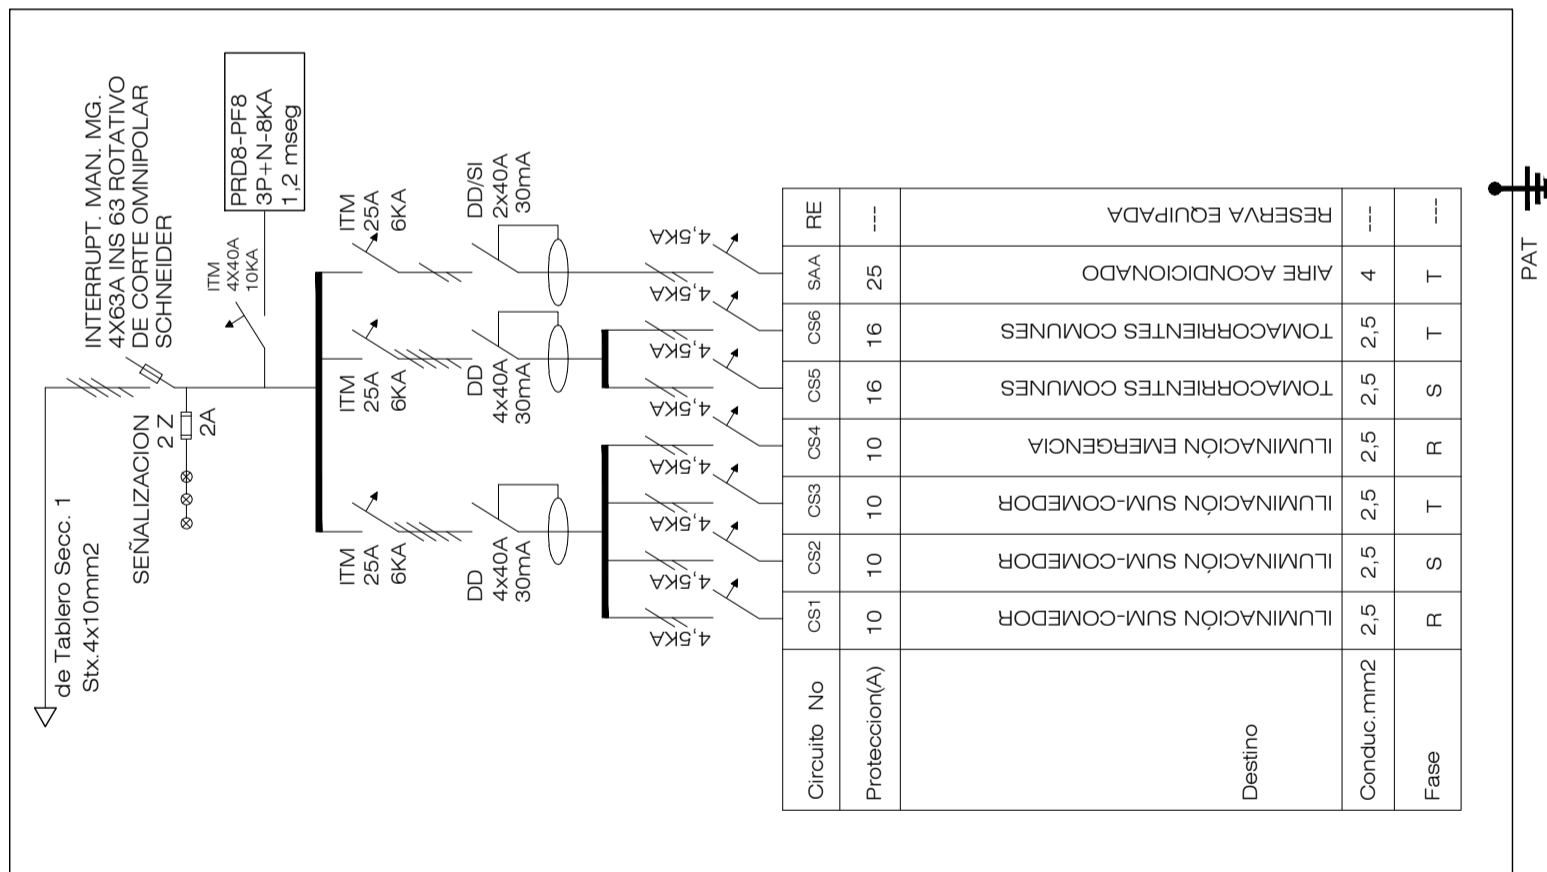 de Tablero Secc. 1
Stx.4x10mm2
INTERRUPT. MAN. MG.
4X63A INS 63 ROTATIVO
DE CORTE OMNIPOLAR
SCHNEIDER
SEÑALIZACION
2 Z
2A
ITM
4X40A
10KA
PRD8-PF8
3P+N-8KA
1,2 mseg
ITM
25A
6KA
ITM
25A
6KA
ITM
25A
6KA
DD
4x40A
30mA
DD
4x40A
30mA
DD/SI
2x40A
30mA
4,5KA
4,5KA
4,5KA
4,5KA
4,5KA
4,5KA
4,5KA
4,5KA
Circuito No CS1 CS2 CS3 CS4 CS5 CS6 SAA RE
Proteccion(A) 10 10 10 10 16 16 25 ---
Destino
ILUMINACIÓN SUM-COMEDOR
ILUMINACIÓN SUM-COMEDOR
ILUMINACIÓN SUM-COMEDOR
ILUMINACIÓN EMERGENCIA
TOMACORRIENTES COMUNES
TOMACORRIENTES COMUNES
AIRE ACONDICIONADO
RESERVA EQUIPADA
Conduc.mm2 2,5 2,5 2,5 2,5 2,5 2,5 4 ---
Fase R S T R S T T ---
PAT